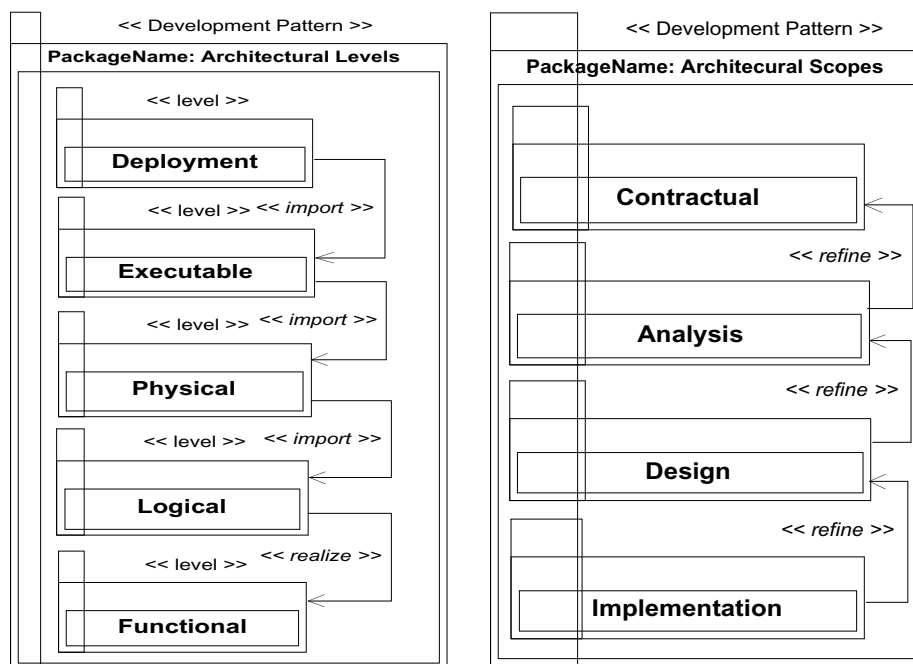 << Development Pattern >>
PackageName: Architectural Levels
<< level >>
Deployment
<< level >>
<< import >>
Executable
<< level >>
<< import >>
Physical
<< level >>
<< import >>
Logical
<< level >>
<< realize >>
Functional
<< Development Pattern >>
PackageName: Architecural Scopes
Contractual
<< refine >>
Analysis
<< refine >>
Design
<< refine >>
Implementation